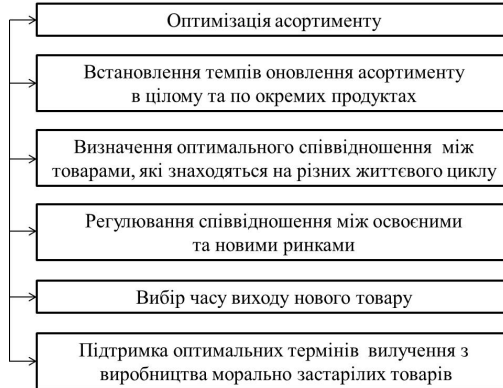 Оптимізація асортименту
Встановлення темпів оновлення асортименту
в цілому та по окремих продуктах
Визначення оптимального співвідношення між
товарами, які знаходяться на різних життєвого циклу
Регулювання співвідношення між освоєними
та новими ринками
Вибір часу виходу нового товару
Підтримка оптимальних термінів вилучення з
виробництва морально застарілих товарів